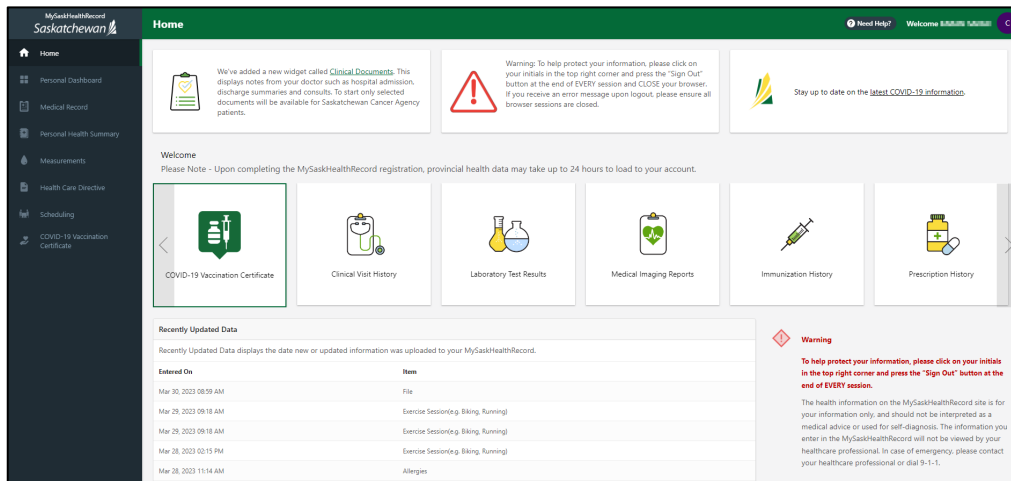 MySaskHealthRecord
Saskatchewan
Home
Personal Dashboard
Medical Record
Personal Health Summary
Measurements
Health Care Directive
Scheduling
COVID-19 Vaccination
Certificate
Home
Need Help?
Welcome
C
We've added a new widget called Clinical Documents. This
displays notes from your doctor such as hospital admission,
discharge summaries and consults. To start only selected
documents will be available for Saskatchewan Cancer Agency
patients.
Warning: To help protect your information, please click on
your initials in the top right corner and press the "Sign Out"
button at the end of EVERY session and CLOSE your browser.
If you receive an error message upon logout, please ensure all
browser sessions are closed.
Stay up to date on the latest COVID-19 information.
Welcome
Please Note - Upon completing the MySaskHealthRecord registration, provincial health data may take up to 24 hours to load to your account.
COVID-19 Vaccination Certificate
Clinical Visit History
Laboratory Test Results
Medical Imaging Reports
Immunization History
Prescription History
Recently Updated Data
Recently Updated Data displays the date new or updated information was uploaded to your MySaskHealthRecord.
Entered On Item
Mar 30, 2023 08:59 AM File
Mar 29, 2023 09:18 AM Exercise Session(e.g. Biking, Running)
Mar 29, 2023 09:18 AM Exercise Session(e.g. Biking, Running)
Mar 28, 2023 02:15 PM Exercise Session(e.g. Biking, Running)
Mar 28, 2023 11:14 AM Allergies
Warning
To help protect your information, please click on your initials
in the top right corner and press the "Sign Out" button at the
end of EVERY session.
The health information on the MySaskHealthRecord site is for
your information only, and should not be interpreted as a
medical advice or used for self-diagnosis. The information you
enter in the MySaskHealthRecord will not be viewed by your
healthcare professional. In case of emergency, please contact
your healthcare professional or dial 9-1-1.